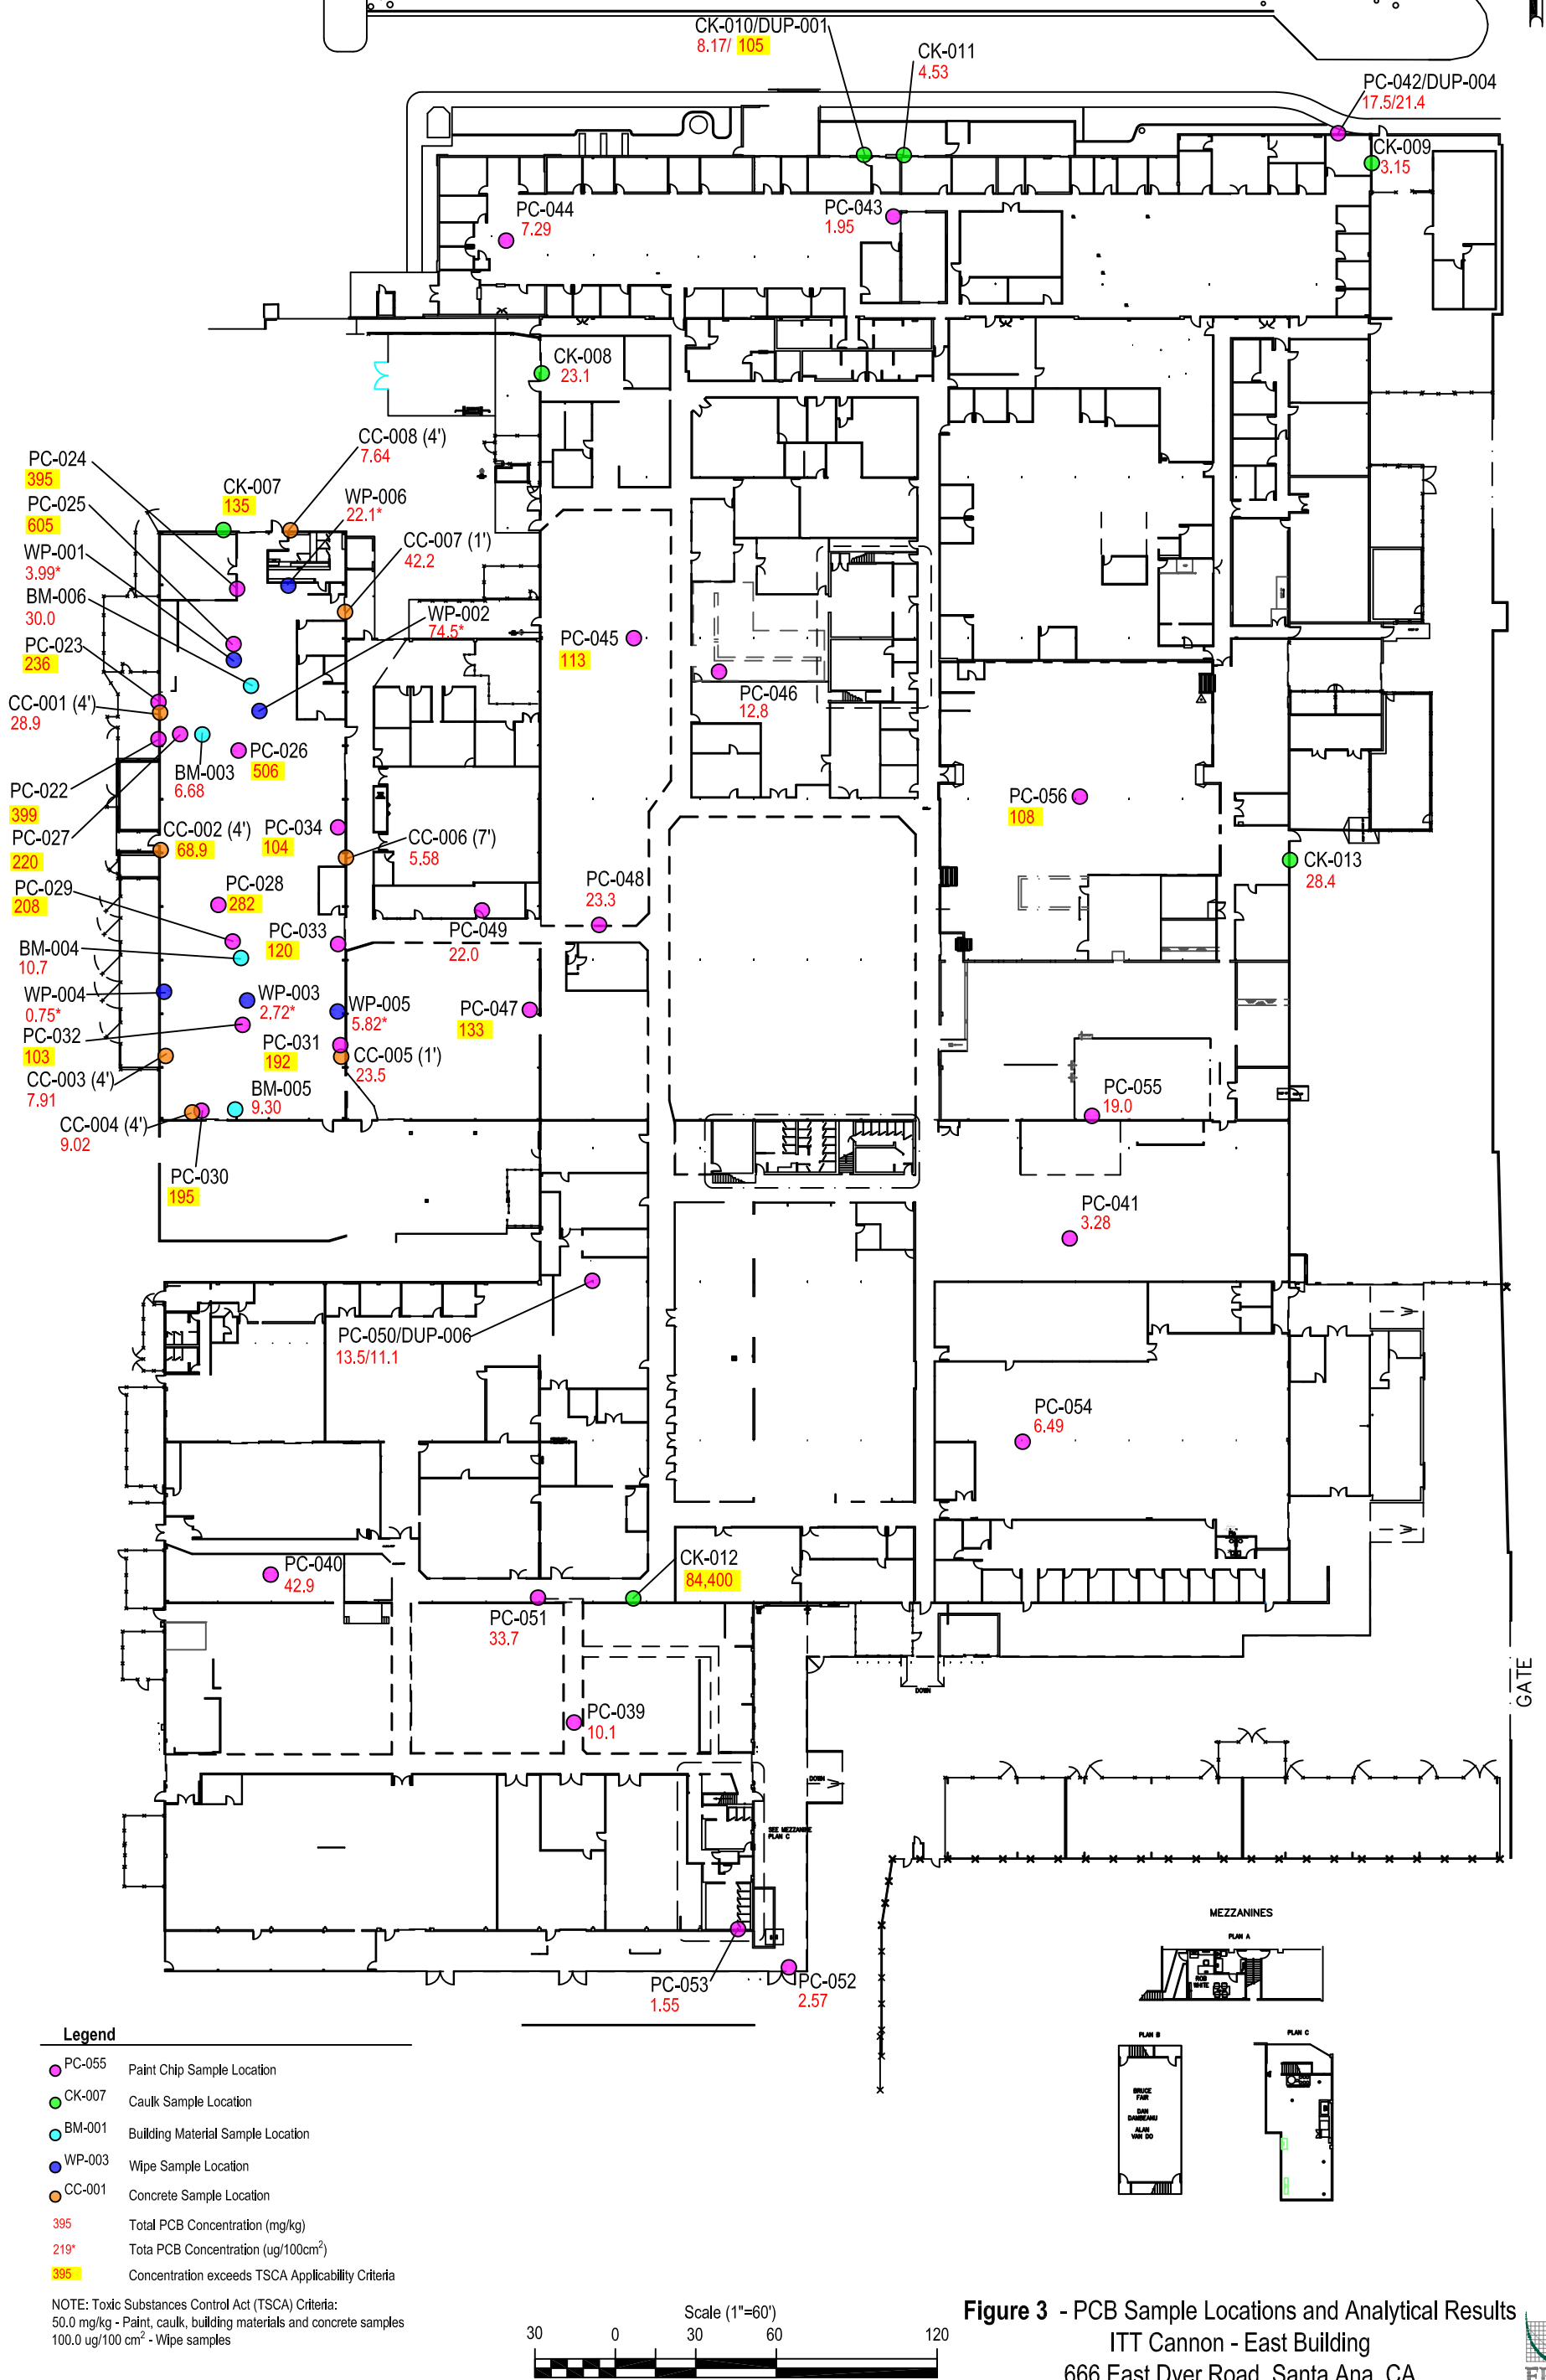 CK-010/DUP-001
8.17/ 105
CK-011
4.53
PC-042/DUP-004
17.5/21.4
CK-009
3.15
PC-044
7.29
PC-043
1.95
CK-008
23.1
CC-008 (4')
7.64
PC-024
395
CK-007
135
WP-006
22.1*
PC-025
605
CC-007 (1')
42.2
WP-001
3.99*
BM-006
30.0
WP-002
74.5*
PC-023
236
PC-045
113
PC-046
12.8
CC-001 (4')
28.9
PC-026
506
BM-003
6.68
PC-022
399
PC-056
108
PC-027
220
CC-002 (4')
68.9
PC-034
104
CC-006 (7')
5.58
CK-013
28.4
PC-029
208
PC-028
282
PC-048
23.3
PC-033
120
PC-049
22.0
BM-004
10.7
WP-004
0.75*
WP-003
2.72*
WP-005
5.82*
PC-047
133
PC-032
103
PC-031
192
CC-005 (1')
23.5
CC-003 (4')
7.91
BM-005
9.30
PC-055
19.0
CC-004 (4')
9.02
PC-030
195
PC-041
3.28
PC-050/DUP-006
13.5/11.1
PC-054
6.49
PC-040
42.9
CK-012
84,400
PC-051
33.7
DOWN
GATE
PC-039
10.1
DOWN
SEE MEZZANINE
PLAN C
PC-053
1.55
PC-052
2.57
MEZZANINES
PLAN A
ROB
WHITE
PLAN B
PLAN C
BRUCE
FAIR
DAN
DAMBEANU
ALAN
VAN DO
Legend
PC-055 Paint Chip Sample Location
CK-007 Caulk Sample Location
BM-001 Building Material Sample Location
WP-003 Wipe Sample Location
CC-001 Concrete Sample Location
395 Total PCB Concentration (mg/kg)
219* Tota PCB Concentration (ug/100cm²)
395 Concentration exceeds TSCA Applicability Criteria
NOTE: Toxic Substances Control Act (TSCA) Criteria:
50.0 mg/kg - Paint, caulk, building materials and concrete samples
100.0 ug/100 cm² - Wipe samples
Scale (1"=60')
30 0 30 60 120
Figure 3 - PCB Sample Locations and Analytical Results
ITT Cannon - East Building
666 East Dyer Road, Santa Ana, CA